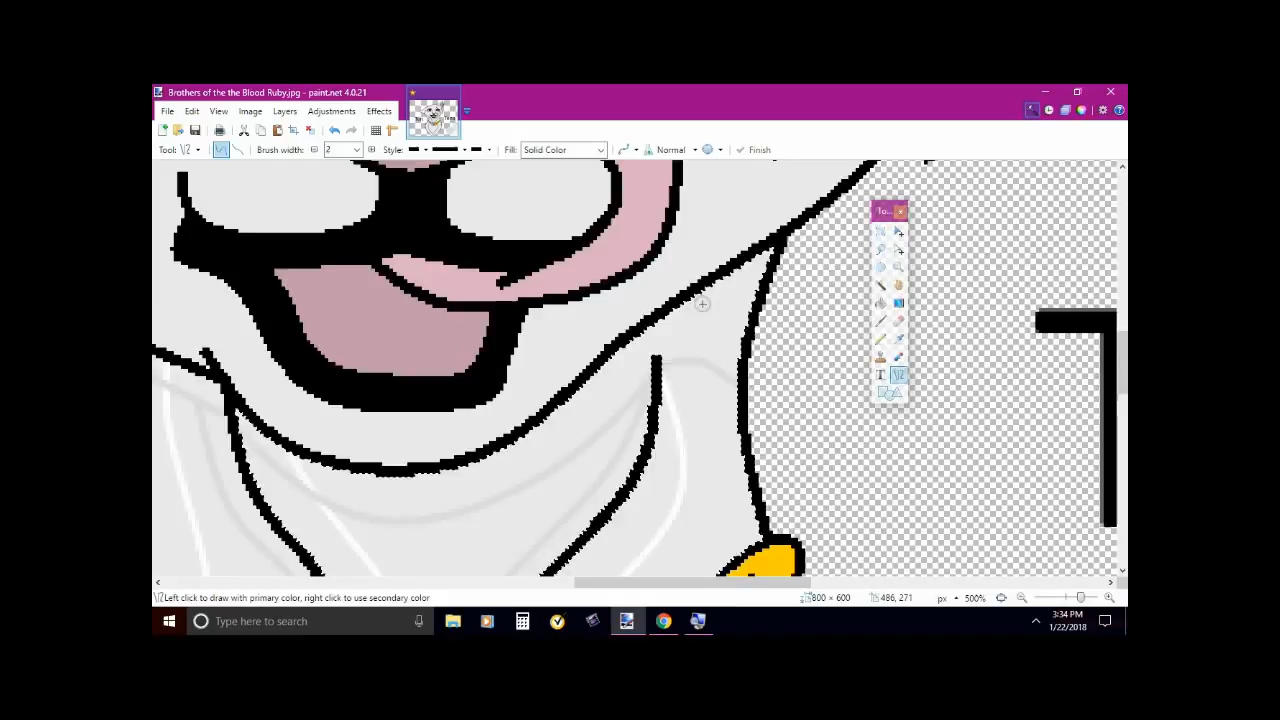 Brothers of the the Blood Ruby.jpg - paint.net 4.0.21
File Edit View Image Layers Adjustments Effects
Tool: Brush width: 2 Style: Fill: Solid Color Normal Finish
To...
T
Left click to draw with primary color, right click to use secondary color
800 × 600 486, 271 px 500%
Type here to search
3:34 PM
1/22/2018